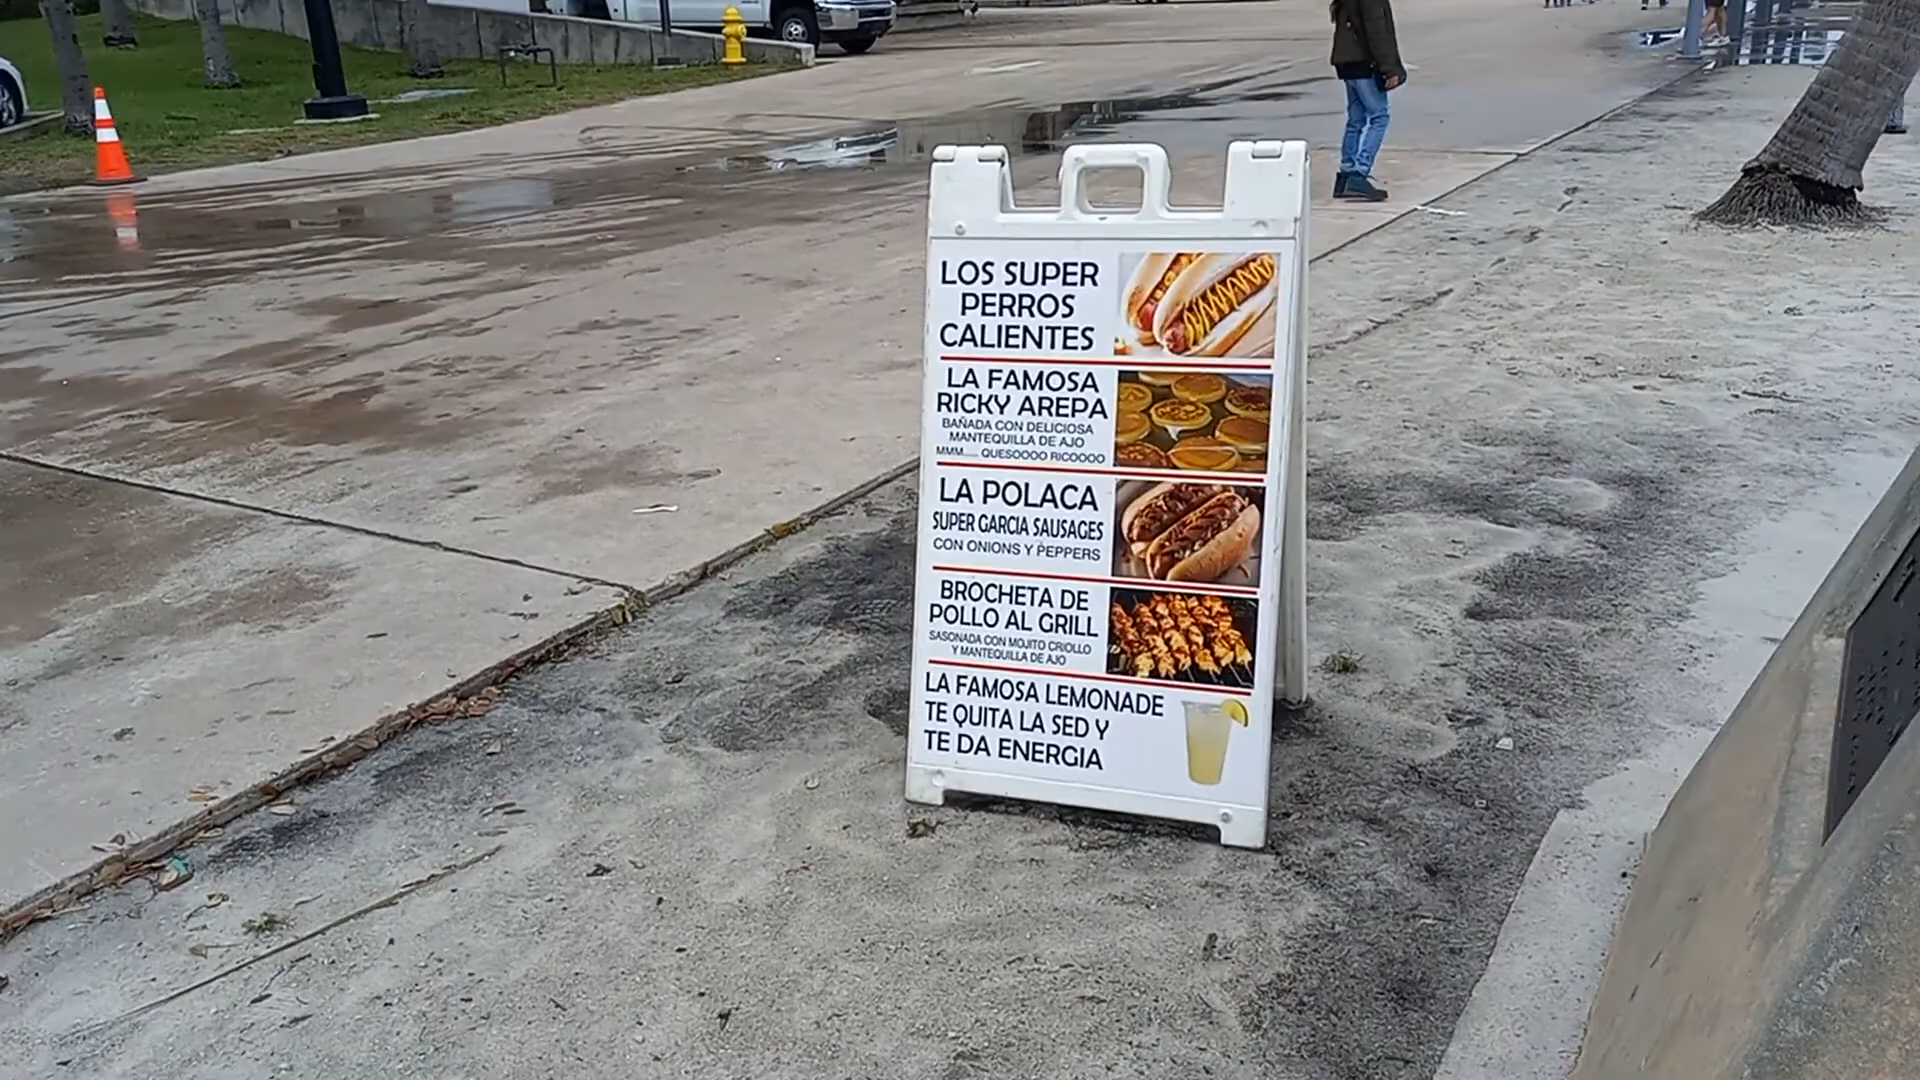 LOS SUPER
PERROS
CALIENTES
LA FAMOSA
RICKY AREPA
BAÑADA CON DELICIOSA
MANTEQUILLA DE AJO
MMM..... QUESOOOO RICOOOO
LA POLACA
SUPER GARCIA SAUSAGES
CON ONIONS Y PEPPERS
BROCHETA DE
POLLO AL GRILL
SASONADA CON MOJITO CRIOLLO
Y MANTEQUILLA DE AJO
LA FAMOSA LEMONADE
TE QUITA LA SED Y
TE DA ENERGIA